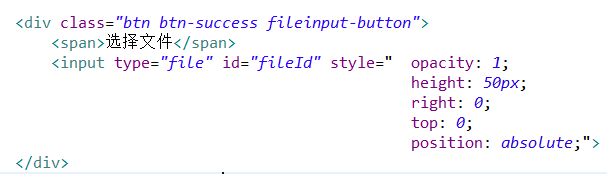 <div class="btn btn-success fileinput-button">
<span>选择文件</span>
<input type="file" id="fileId" style=" opacity: 1;
height: 50px;
right: 0;
top: 0;
position: absolute;">
</div>